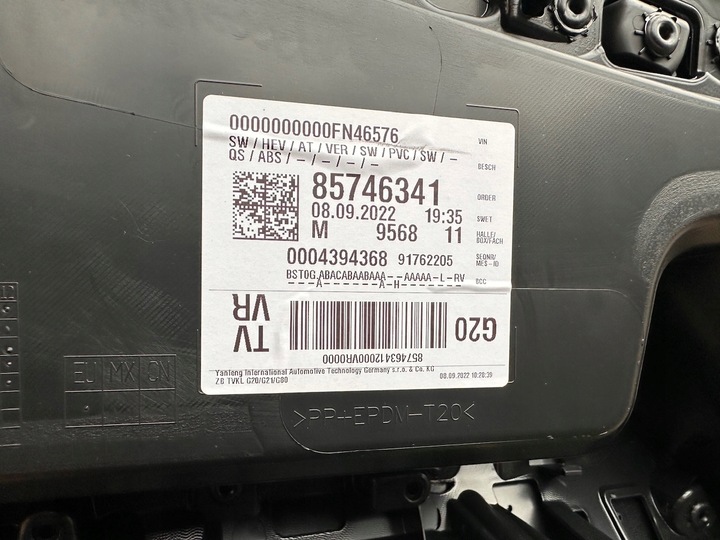 0000000000FN46576
VIN
SW / HEV / AT / VER / SW / PVC / SW / -
QS / ABS / - / - / - / -
BESCH
85746341
ORDER
08.09.2022 19:35
SWET
M 9568 11
HALLE/
BOX/FACH
0004394368 91762205
SEQNR/
MES-ID
BSTOG.ABACABAABAAA--AAAAA-L-RV
---A------A-H----------
BCC
TV
VR
G20
8574634120000VR0000
Yanfeng International Automotive Technology Germany s.r.o. & Co. KG
ZB TVKL G20/G21/G80
08.09.2022 10:20:39
EU MX CN
>PP+EPDM-T20<